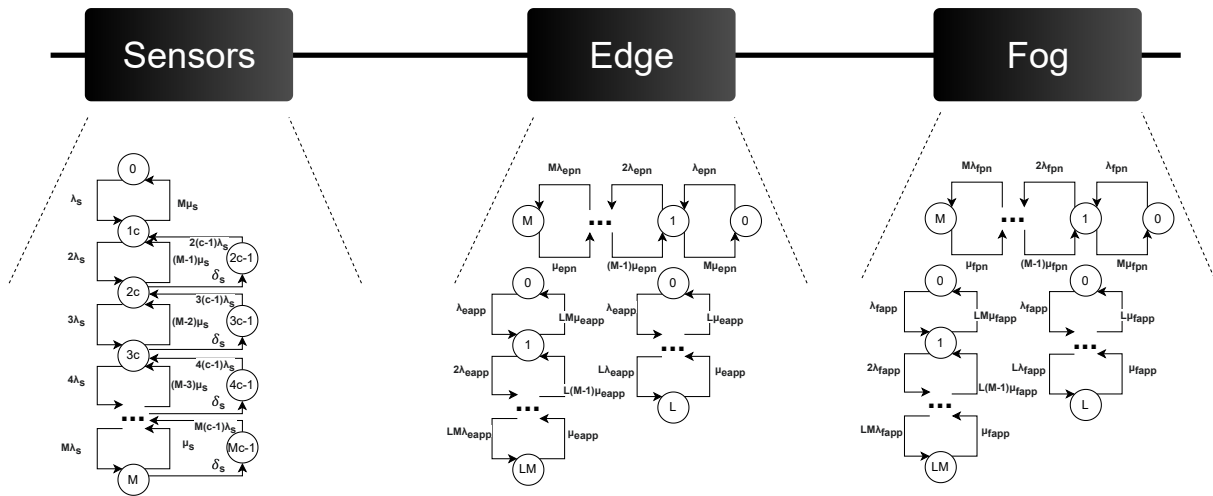 Sensors
Edge
Fog
0
λs
Mμs
1c
2(c-1)λs
2λs
(M-1)μs
2c-1
δs
2c
3(c-1)λs
3λs
(M-2)μs
3c-1
δs
3c
4(c-1)λs
4λs
(M-3)μs
4c-1
δs
...
M(c-1)λs
Mλs
μs
Mc-1
δs
M
Mλepn
2λepn
λepn
M
...
1
0
μepn
(M-1)μepn
Mμepn
0
λeapp
LMμeapp
1
2λeapp
L(M-1)μeapp
...
LMλeapp
μeapp
LM
0
λeapp
Lμeapp
...
Lλeapp
μeapp
L
Mλfpn
2λfpn
λfpn
M
...
1
0
μfpn
(M-1)μfpn
Mμfpn
0
λfapp
LMμfapp
1
2λfapp
L(M-1)μfapp
...
LMλfapp
μfapp
LM
0
λfapp
Lμfapp
...
Lλfapp
μfapp
L